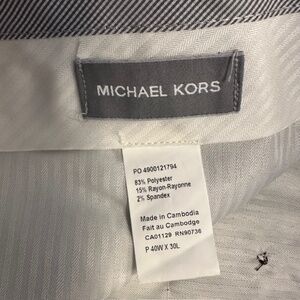 MICHAEL KORS
PO 4900121794
83% Polyester
15% Rayon-Rayonne
2% Spandex
Made in Cambodia
Fait au Cambodge
CA01129 RN90736
P 40W X 30L